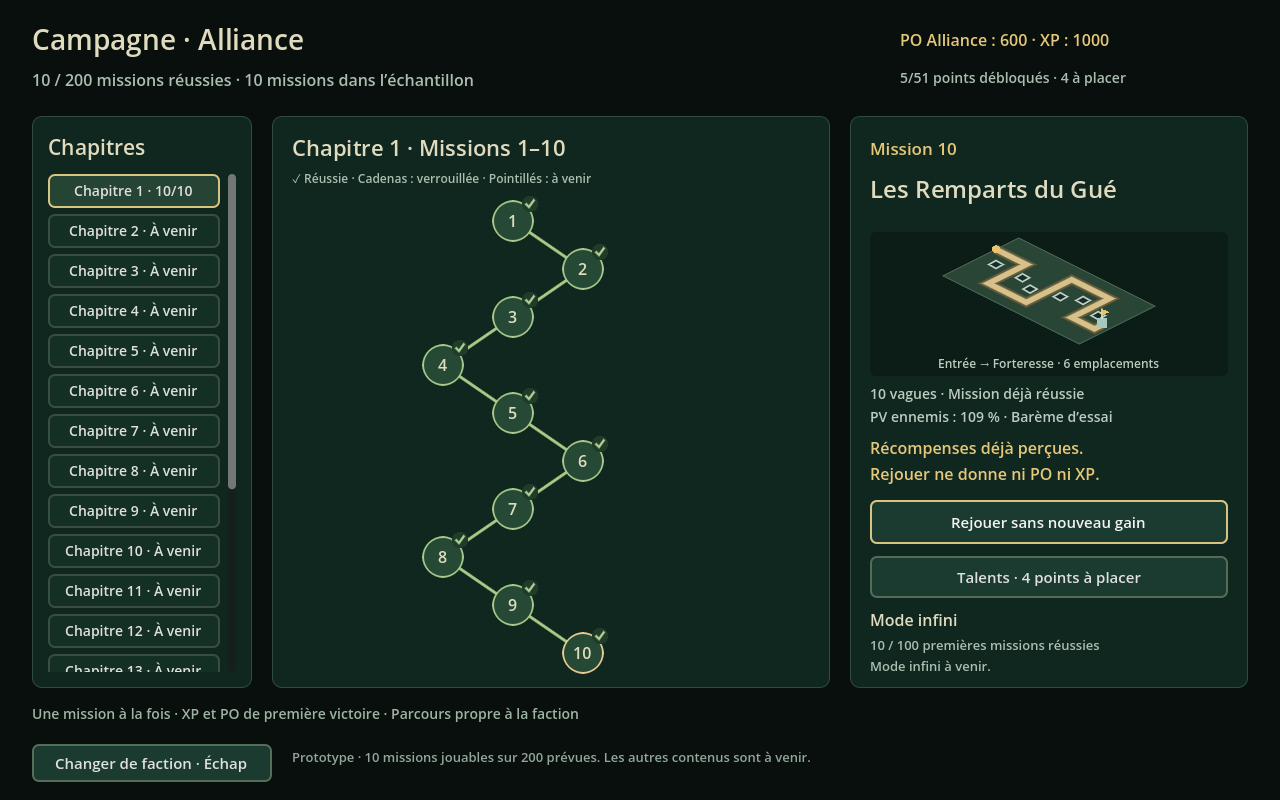 Campagne · Alliance
10 / 200 missions réussies · 10 missions dans l’échantillon
PO Alliance : 600 · XP : 1000
5/51 points débloqués · 4 à placer
Chapitres
Chapitre 1 · 10/10
Chapitre 2 · À venir
Chapitre 3 · À venir
Chapitre 4 · À venir
Chapitre 5 · À venir
Chapitre 6 · À venir
Chapitre 7 · À venir
Chapitre 8 · À venir
Chapitre 9 · À venir
Chapitre 10 · À venir
Chapitre 11 · À venir
Chapitre 12 · À venir
Chapitre 13 · À venir
Chapitre 1 · Missions 1–10
✓ Réussie · Cadenas : verrouillée · Pointillés : à venir
1
2
3
4
5
6
7
8
9
10
Mission 10
Les Remparts du Gué
Entrée → Forteresse · 6 emplacements
10 vagues · Mission déjà réussie
PV ennemis : 109 % · Barème d’essai
Récompenses déjà perçues.
Rejouer ne donne ni PO ni XP.
Rejouer sans nouveau gain
Talents · 4 points à placer
Mode infini
10 / 100 premières missions réussies
Mode infini à venir.
Une mission à la fois · XP et PO de première victoire · Parcours propre à la faction
Changer de faction · Échap
Prototype · 10 missions jouables sur 200 prévues. Les autres contenus sont à venir.